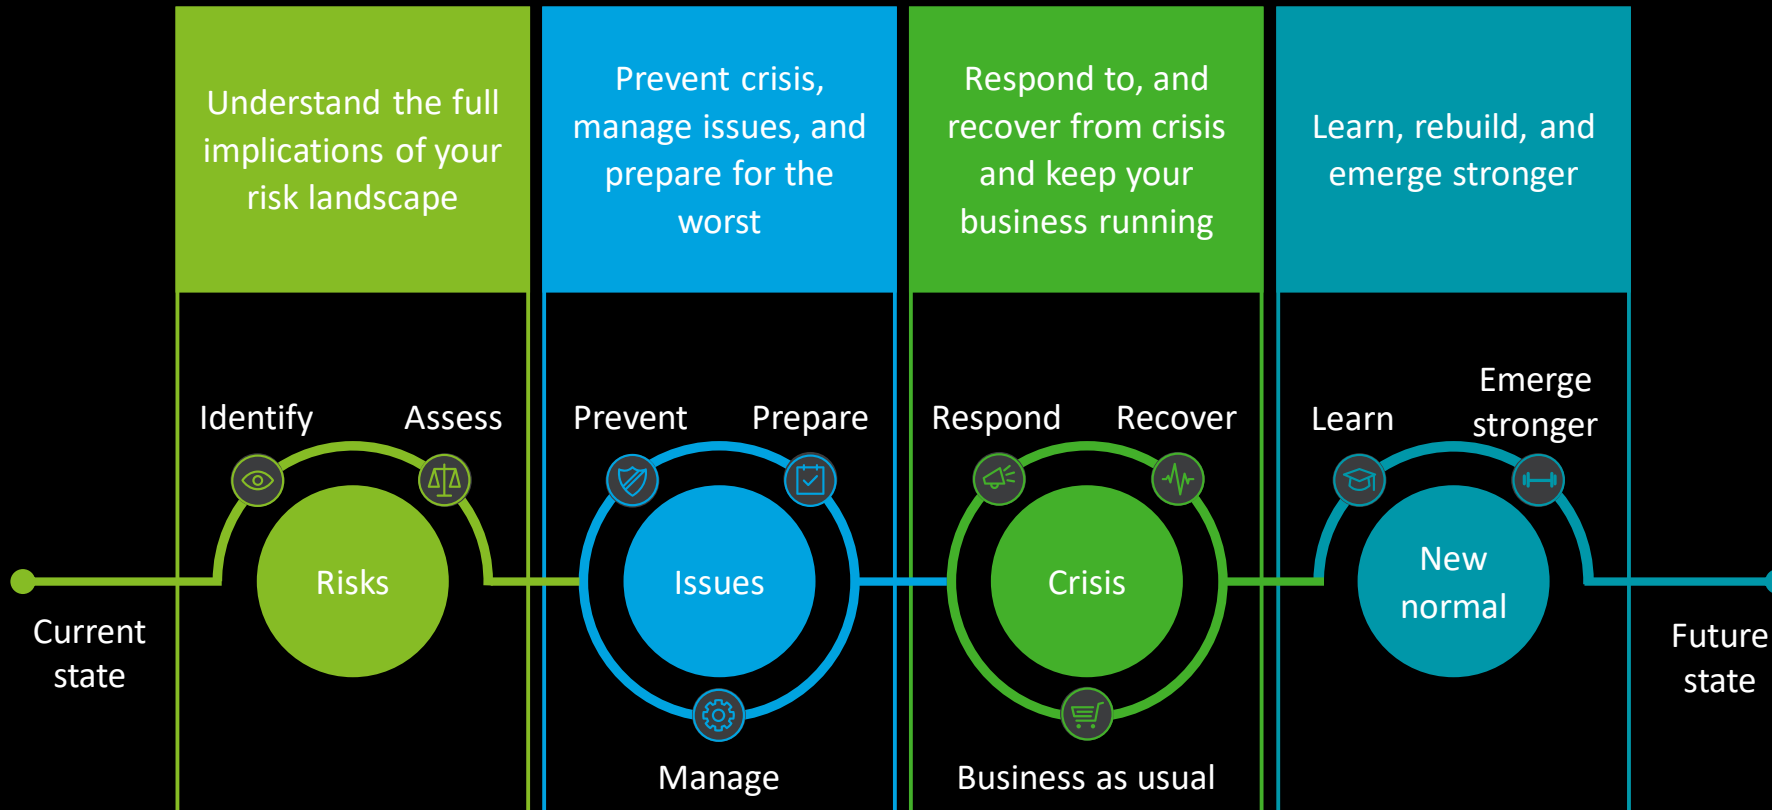 Understand the full
implications of your
risk landscape
Prevent crisis,
manage issues, and
prepare for the
worst
Respond to, and
recover from crisis
and keep your
business running
Learn, rebuild, and
emerge stronger
Identify
Assess
Prevent
Prepare
Respond
Recover
Learn
Emerge
stronger
Risks
Issues
Crisis
New
normal
Current
state
Future
state
Manage
Business as usual